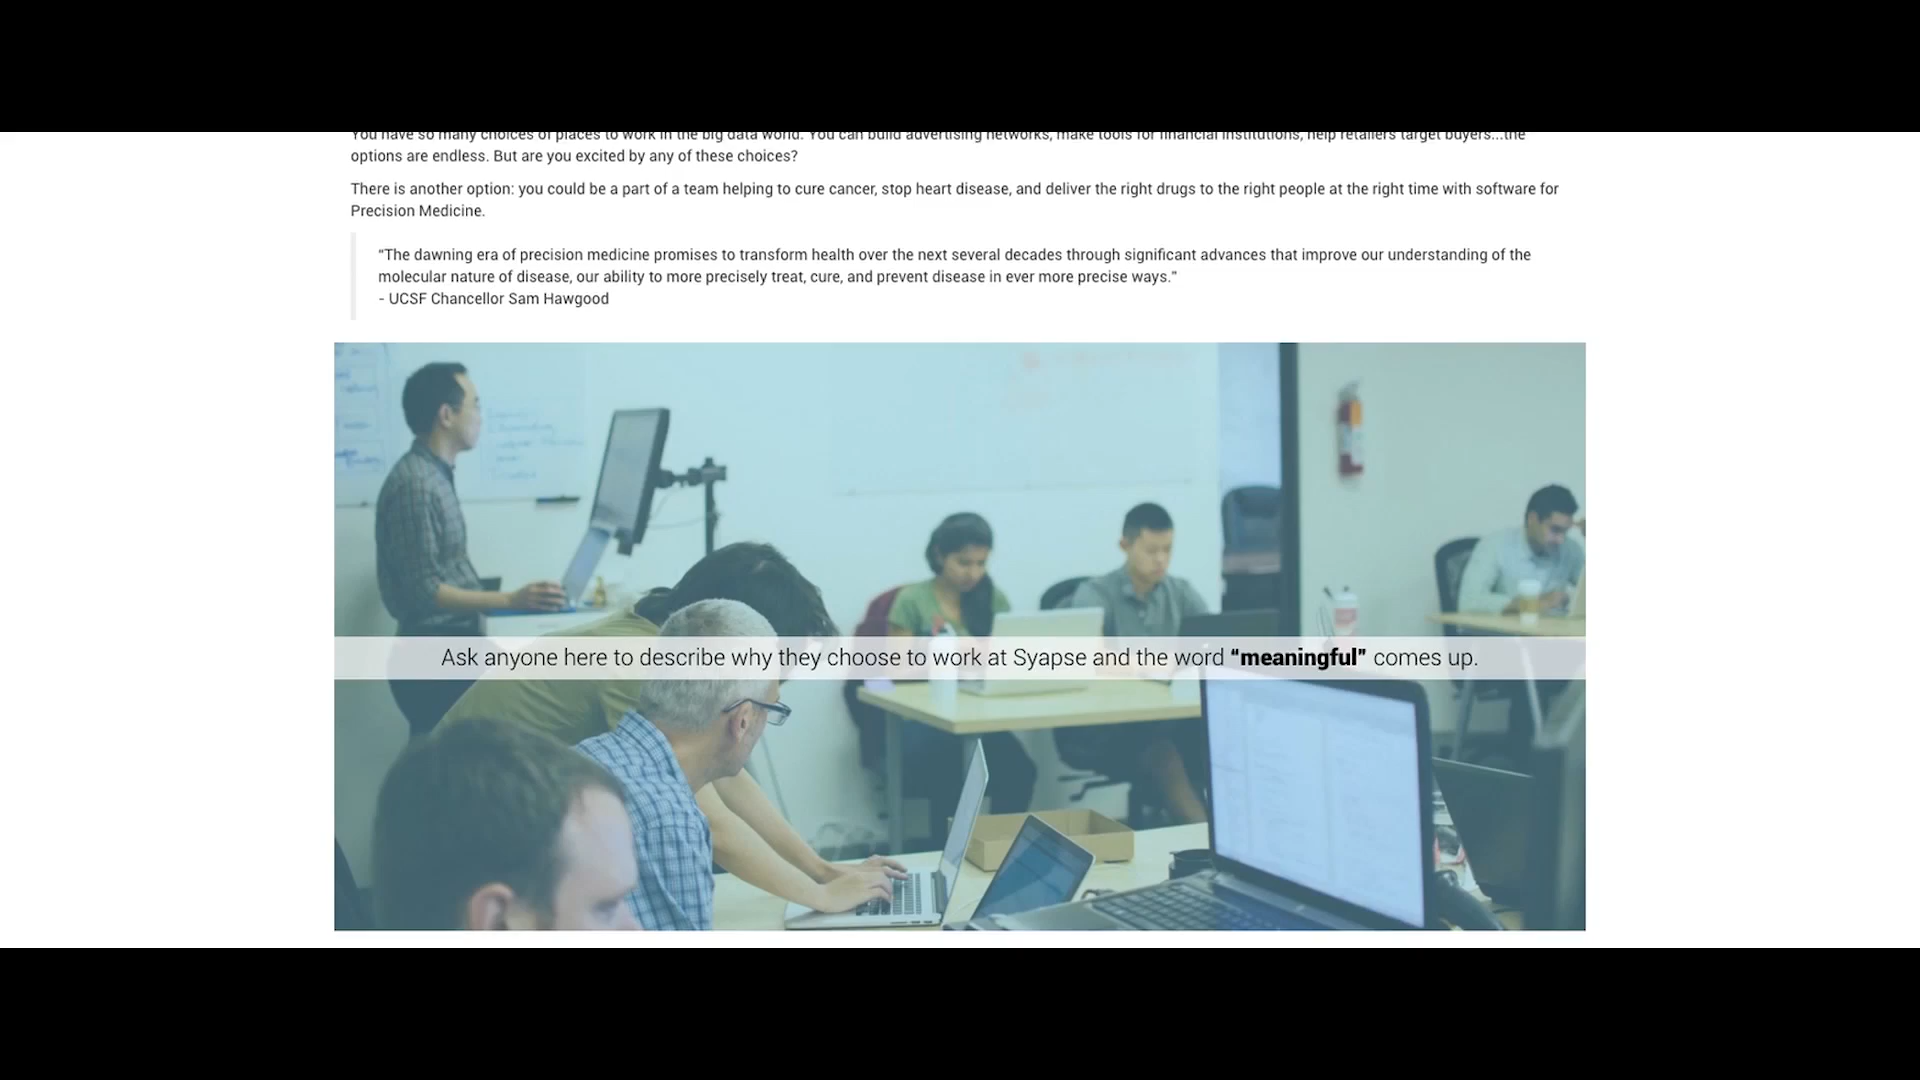 You have so many choices of places to work in the big data world. You can build advertising networks, make tools for financial institutions, help retailers target buyers...the
options are endless. But are you excited by any of these choices?
There is another option: you could be a part of a team helping to cure cancer, stop heart disease, and deliver the right drugs to the right people at the right time with software for
Precision Medicine.
“The dawning era of precision medicine promises to transform health over the next several decades through significant advances that improve our understanding of the
molecular nature of disease, our ability to more precisely treat, cure, and prevent disease in ever more precise ways.”
- UCSF Chancellor Sam Hawgood
Ask anyone here to describe why they choose to work at Syapse and the word “meaningful” comes up.